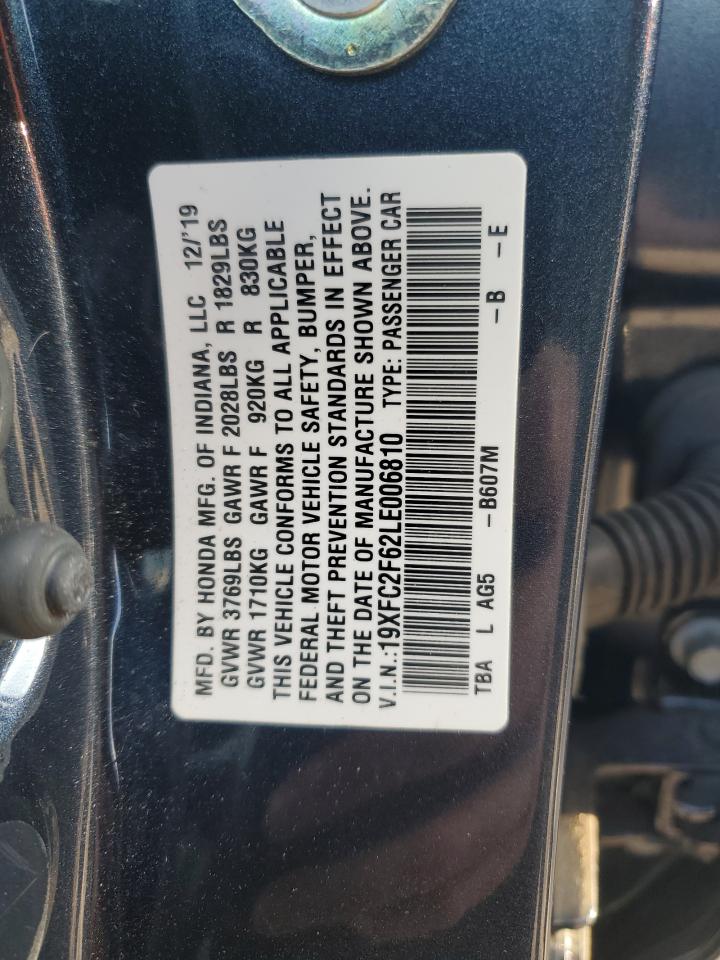 MFD. BY HONDA MFG. OF INDIANA, LLC 12/'19
GVWR 3769LBS GAWR F 2028LBS R 1829LBS
GVWR 1710KG GAWR F 920KG R 830KG
THIS VEHICLE CONFORMS TO ALL APPLICABLE
FEDERAL MOTOR VEHICLE SAFETY, BUMPER,
AND THEFT PREVENTION STANDARDS IN EFFECT
ON THE DATE OF MANUFACTURE SHOWN ABOVE.
V.I.N.:19XFC2F62LE006810 TYPE: PASSENGER CAR
TBA L AG5 -B607M -B -E